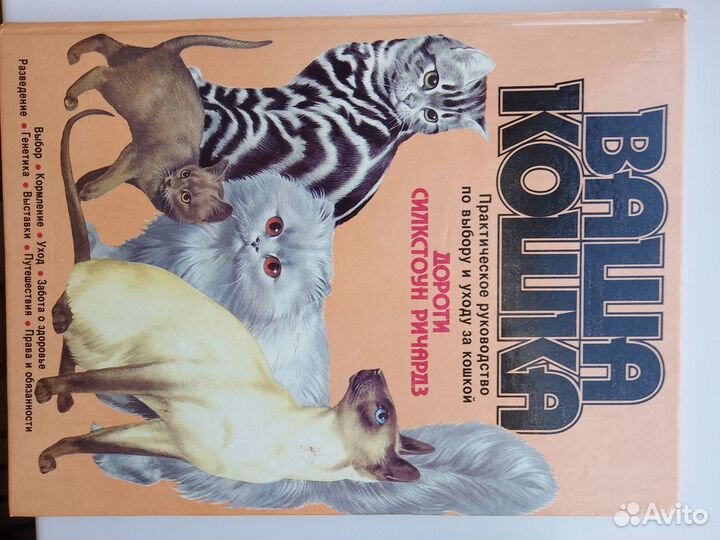 ВАША
КОШКА
Практическое руководство
по выбору и уходу за кошкой
ДОРОТИ
СИЛКСТОУН РИЧАРДЗ
Выбор • Кормление • Уход • Забота о здоровье
Разведение • Генетика • Выставки • Путешествия • Права и обязанности
Avito